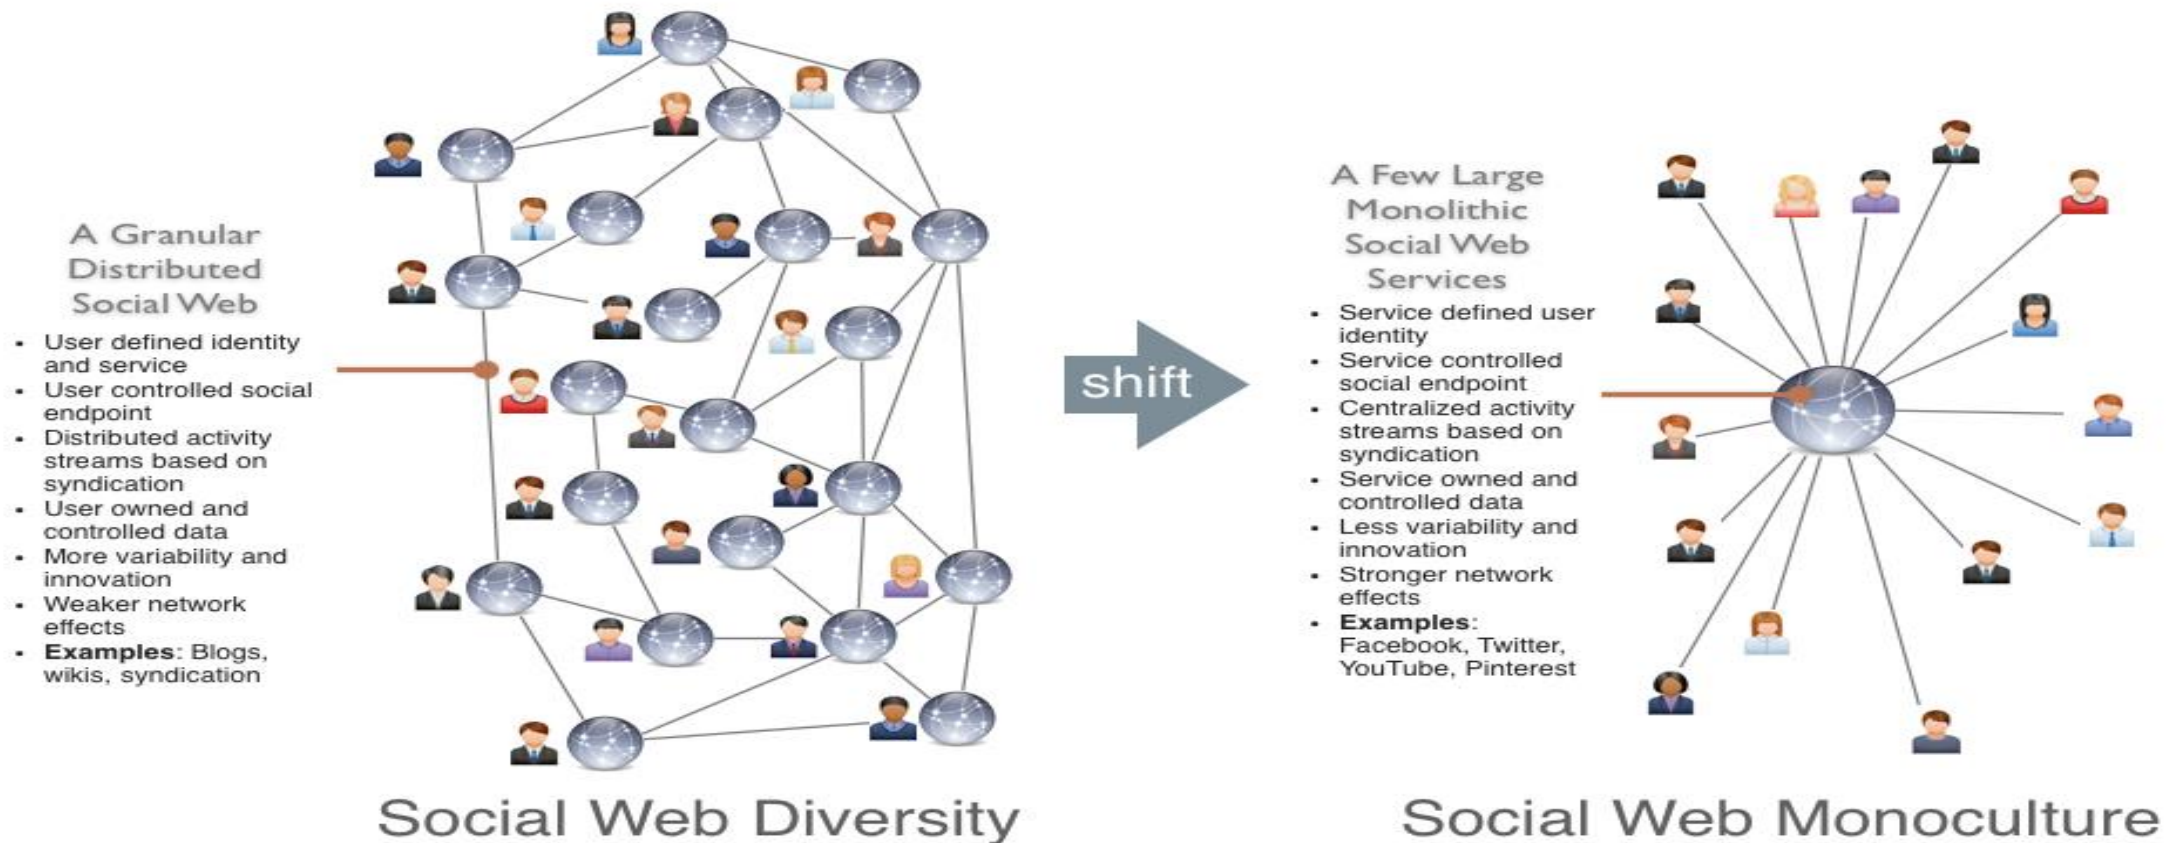 A Granular
Distributed
Social Web
• User defined identity
and service
• User controlled social
endpoint
• Distributed activity
streams based on
syndication
• User owned and
controlled data
• More variability and
innovation
• Weaker network
effects
• Examples: Blogs,
wikis, syndication
Social Web Diversity
shift
A Few Large
Monolithic
Social Web
Services
• Service defined user
identity
• Service controlled
social endpoint
• Centralized activity
streams based on
syndication
• Service owned and
controlled data
• Less variability and
innovation
• Stronger network
effects
• Examples:
Facebook, Twitter,
YouTube, Pinterest
Social Web Monoculture